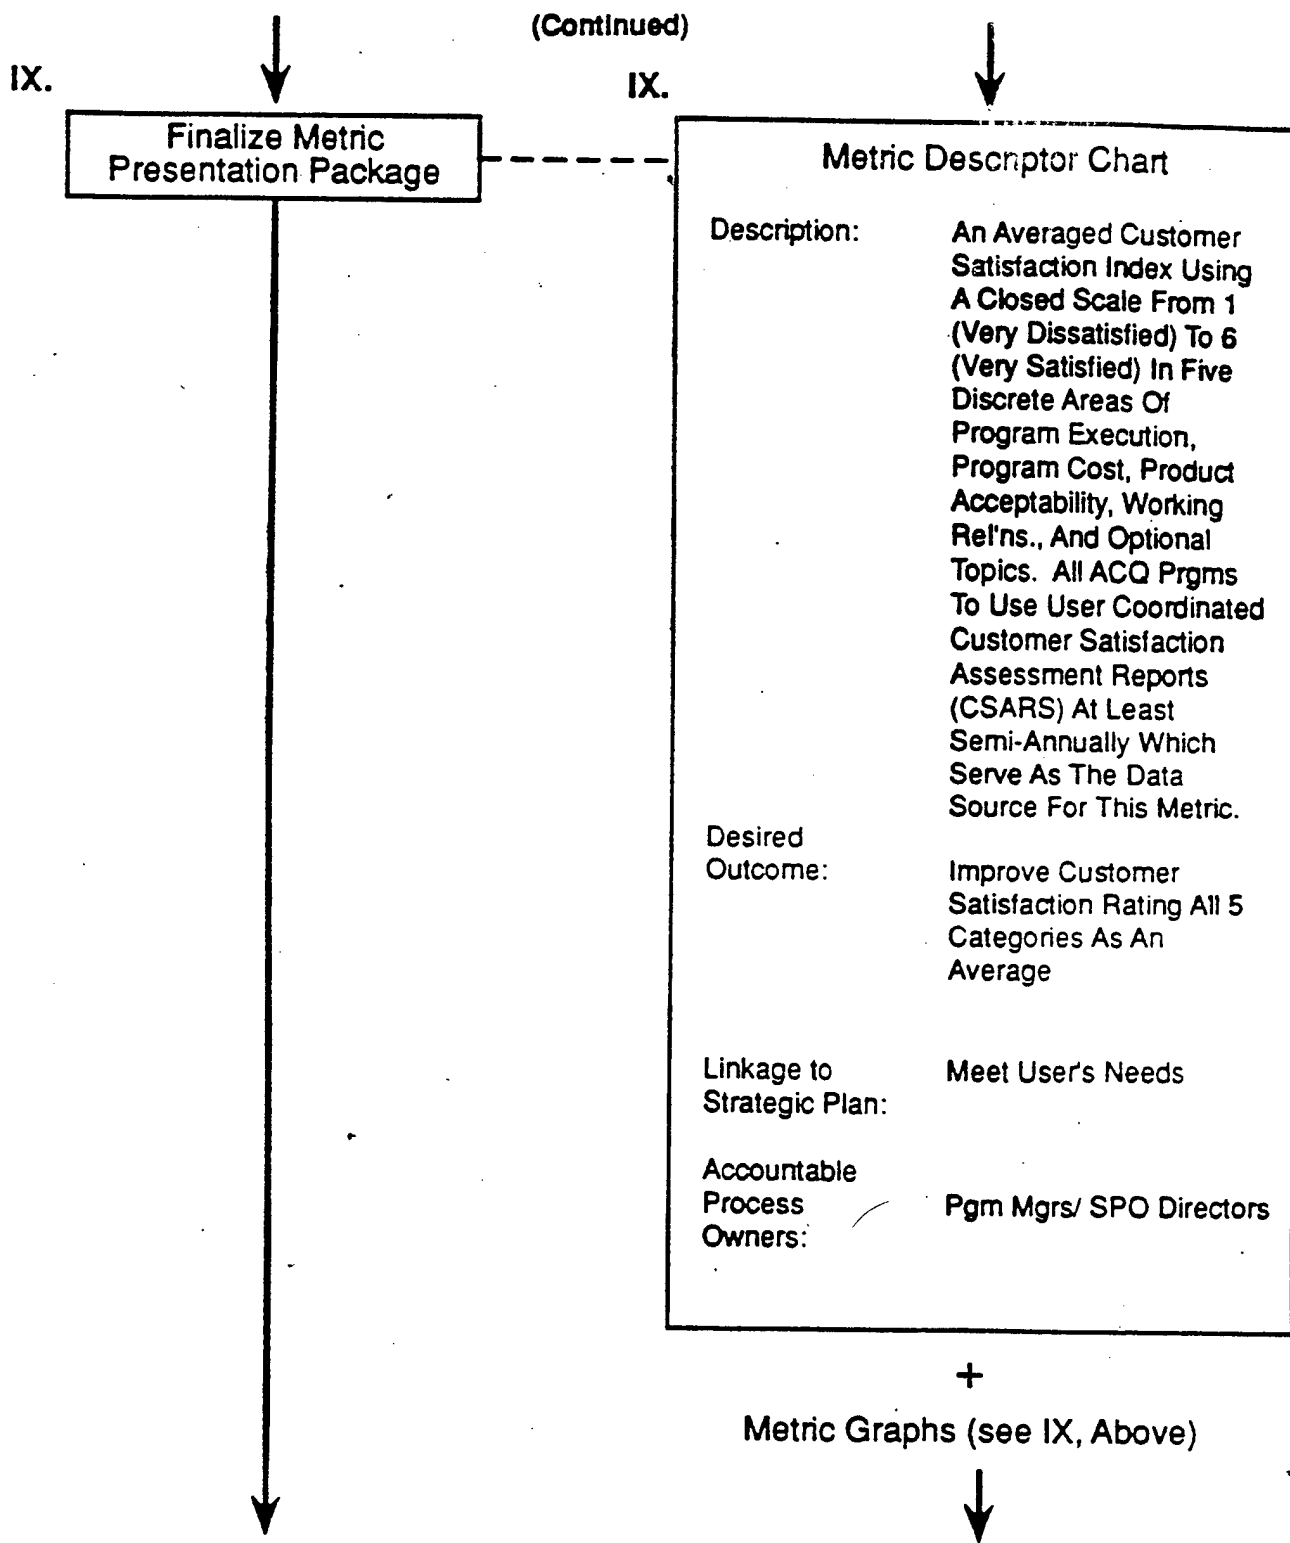 (Continued)
IX.
Finalize Metric
Presentation Package
IX.
Metric Descriptor Chart
Description:
An Averaged Customer
Satisfaction Index Using
A Closed Scale From 1
(Very Dissatisfied) To 6
(Very Satisfied) In Five
Discrete Areas Of
Program Execution,
Program Cost, Product
Acceptability, Working
Rel'ns., And Optional
Topics. All ACQ Prgms
To Use User Coordinated
Customer Satisfaction
Assessment Reports
(CSARS) At Least
Semi-Annually Which
Serve As The Data
Source For This Metric.
Desired
Outcome:
Improve Customer
Satisfaction Rating All 5
Categories As An
Average
Linkage to
Strategic Plan:
Meet User's Needs
Accountable
Process
Owners:
Pgm Mgrs/ SPO Directors
+
Metric Graphs (see IX, Above)